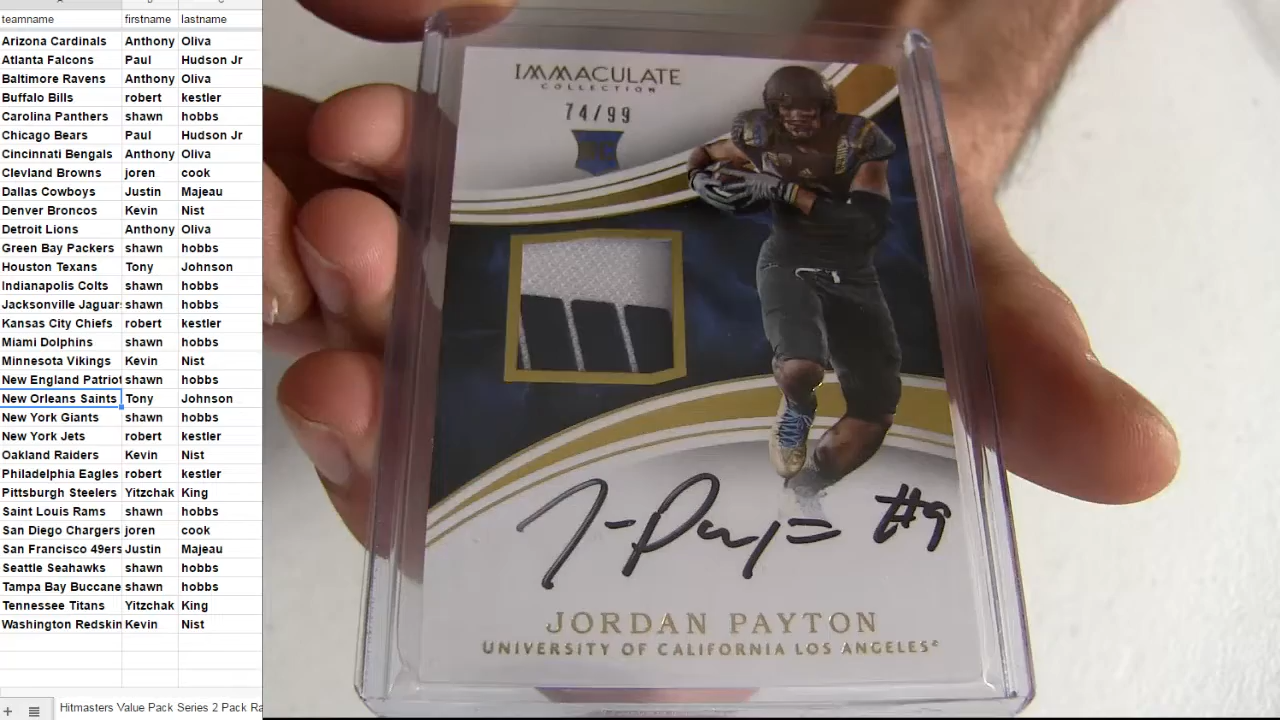 teamname firstname lastname
Arizona Cardinals Anthony Oliva
Atlanta Falcons Paul Hudson Jr
Baltimore Ravens Anthony Oliva
Buffalo Bills robert kestler
Carolina Panthers shawn hobbs
Chicago Bears Paul Hudson Jr
Cincinnati Bengals Anthony Oliva
Clevland Browns joren cook
Dallas Cowboys Justin Majeau
Denver Broncos Kevin Nist
Detroit Lions Anthony Oliva
Green Bay Packers shawn hobbs
Houston Texans Tony Johnson
Indianapolis Colts shawn hobbs
Jacksonville Jaguar shawn hobbs
Kansas City Chiefs robert kestler
Miami Dolphins shawn hobbs
Minnesota Vikings Kevin Nist
New England Patriot shawn hobbs
New Orleans Saints Tony Johnson
New York Giants shawn hobbs
New York Jets robert kestler
Oakland Raiders Kevin Nist
Philadelphia Eagles robert kestler
Pittsburgh Steelers Yitzchak King
Saint Louis Rams shawn hobbs
San Diego Chargers joren cook
San Francisco 49ers Justin Majeau
Seattle Seahawks shawn hobbs
Tampa Bay Buccane shawn hobbs
Tennessee Titans Yitzchak King
Washington Redskin Kevin Nist
Hitmasters Value Pack Series 2 Pack Ra
IMMACULATE
COLLECTION
74/99
RC
J-Pay #9
JORDAN PAYTON
UNIVERSITY OF CALIFORNIA LOS ANGELES®